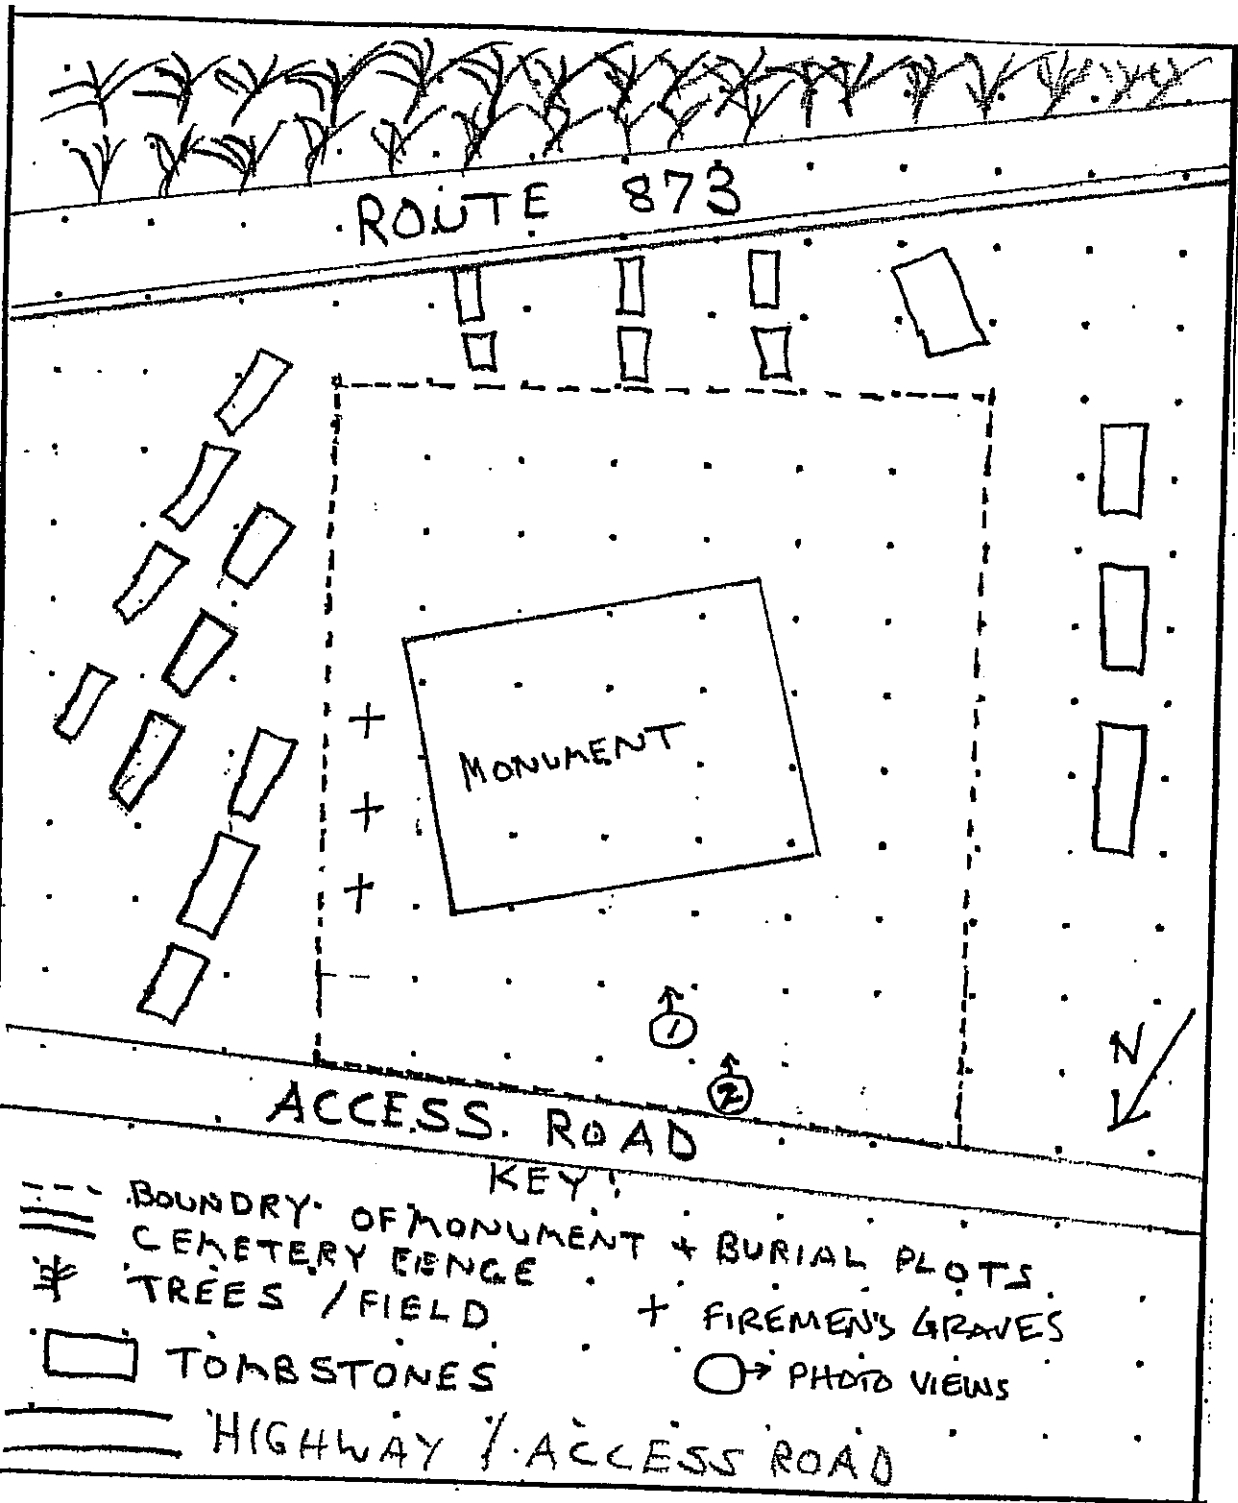 ROUTE 873
MONUMENT
1
2
N
ACCESS ROAD
KEY:
BOUNDRY OF MONUMENT + BURIAL PLOTS
CEMETERY FENCE
TREES / FIELD
+ FIREMEN'S GRAVES
TOMBSTONES
PHOTO VIEWS
HIGHWAY / ACCESS ROAD